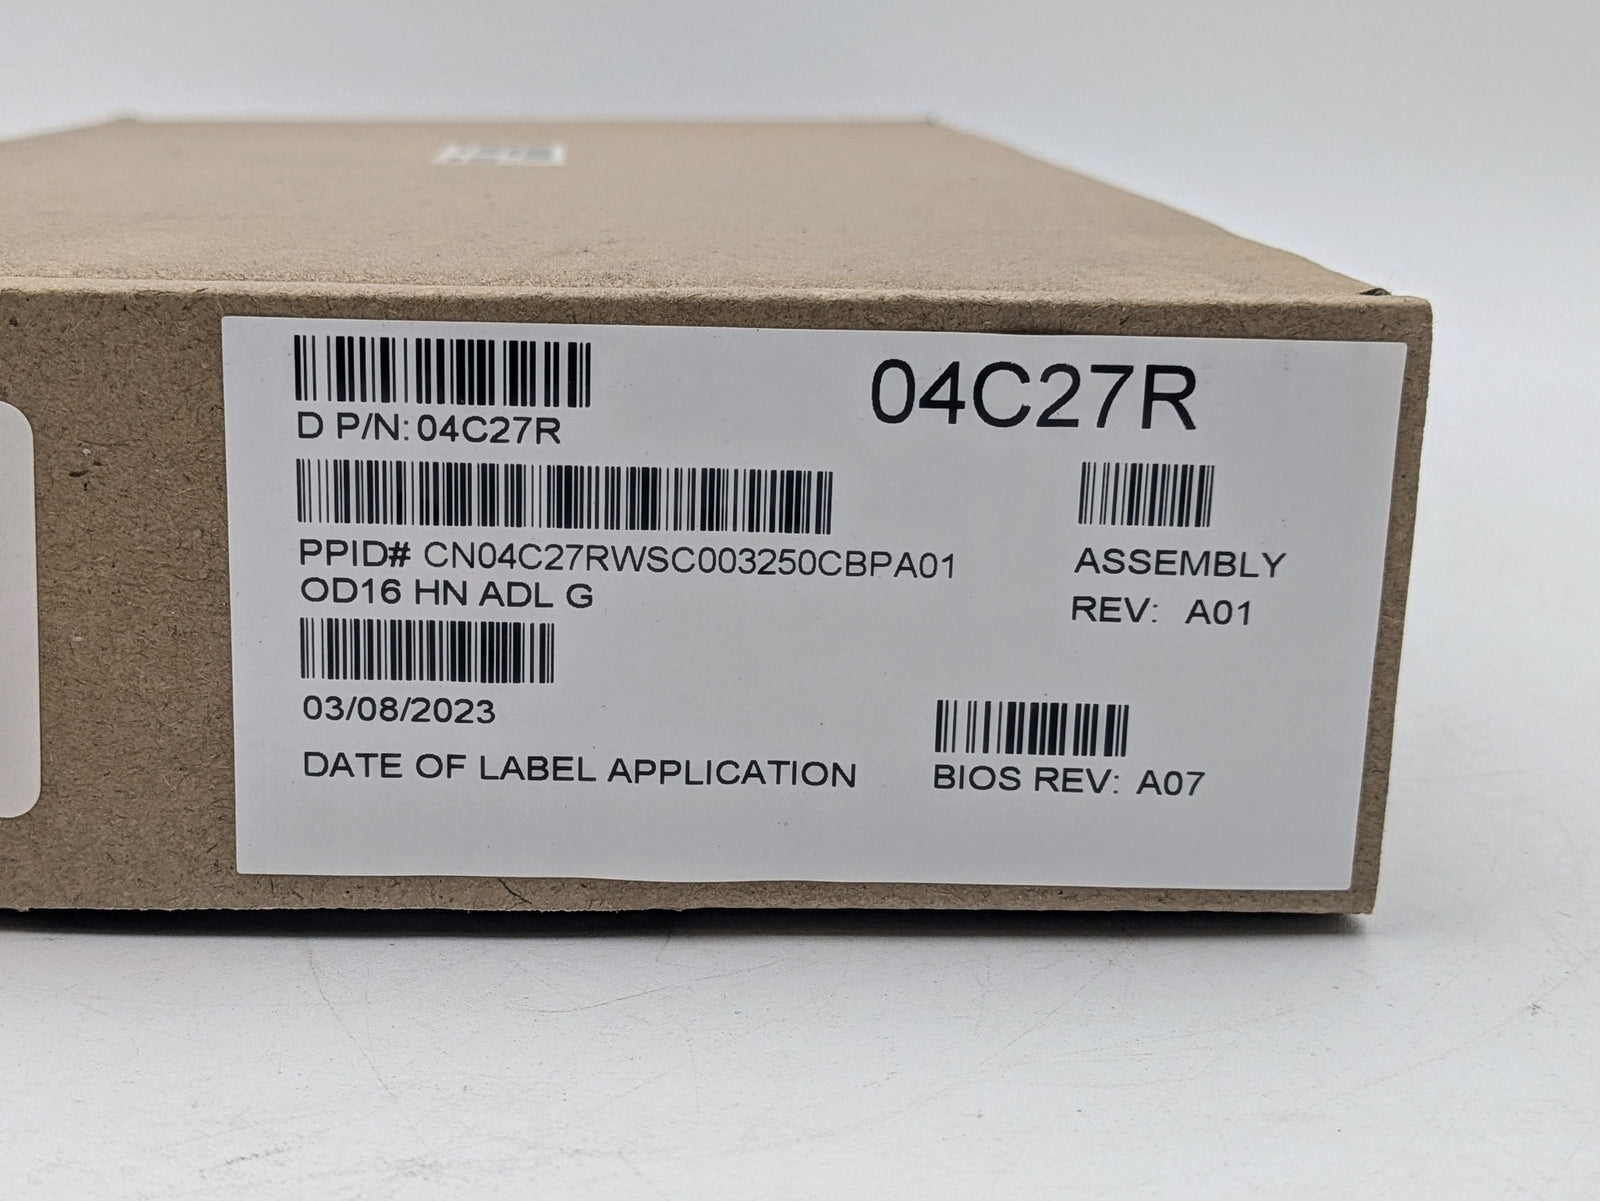 D P/N: 04C27R
04C27R
PPID# CN04C27RWSC003250CBPA01
OD16 HN ADL G
ASSEMBLY
REV: A01
03/08/2023
DATE OF LABEL APPLICATION
BIOS REV: A07